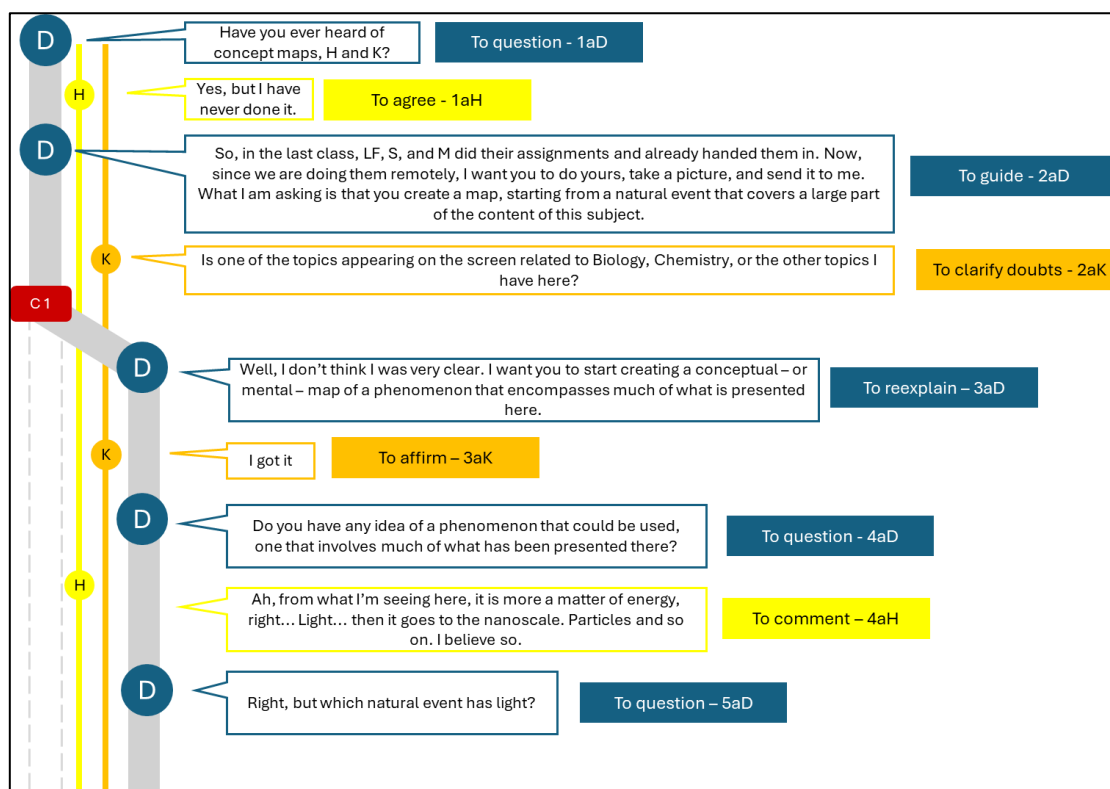 D
Have you ever heard of
concept maps, H and K?
To question - 1aD
H
Yes, but I have
never done it.
To agree - 1aH
D
So, in the last class, LF, S, and M did their assignments and already handed them in. Now,
since we are doing them remotely, I want you to do yours, take a picture, and send it to me.
What I am asking is that you create a map, starting from a natural event that covers a large part
of the content of this subject.
To guide - 2aD
K
Is one of the topics appearing on the screen related to Biology, Chemistry, or the other topics I
have here?
To clarify doubts - 2aK
C 1
D
Well, I don't think I was very clear. I want you to start creating a conceptual – or
mental – map of a phenomenon that encompasses much of what is presented
here.
To reexplain – 3aD
K
I got it
To affirm – 3aK
D
Do you have any idea of a phenomenon that could be used,
one that involves much of what has been presented there?
To question - 4aD
H
Ah, from what I'm seeing here, it is more a matter of energy,
right... Light... then it goes to the nanoscale. Particles and so
on. I believe so.
To comment – 4aH
D
Right, but which natural event has light?
To question – 5aD